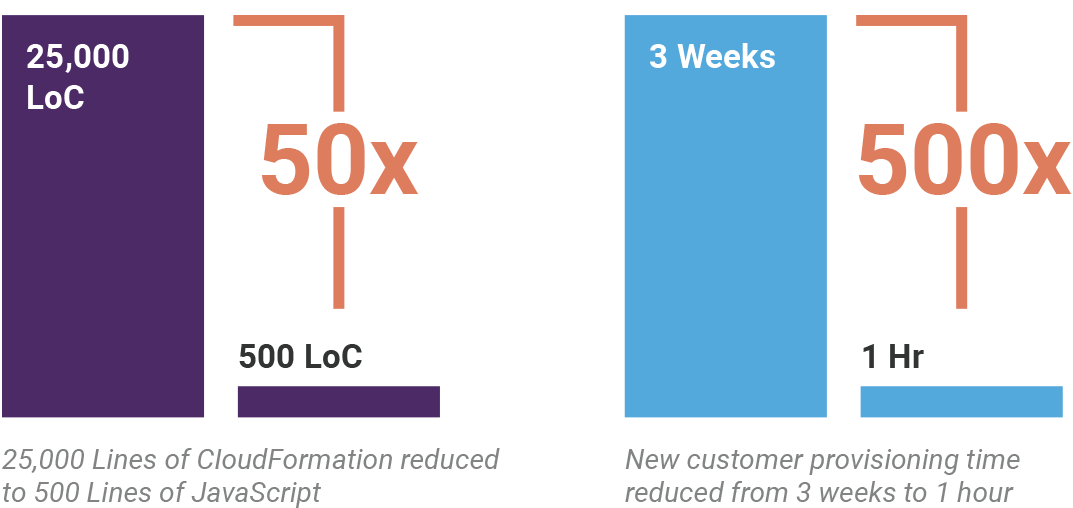 25,000
LoC
50x
500 LoC
25,000 Lines of CloudFormation reduced
to 500 Lines of JavaScript
3 Weeks
500x
1 Hr
New customer provisioning time
reduced from 3 weeks to 1 hour